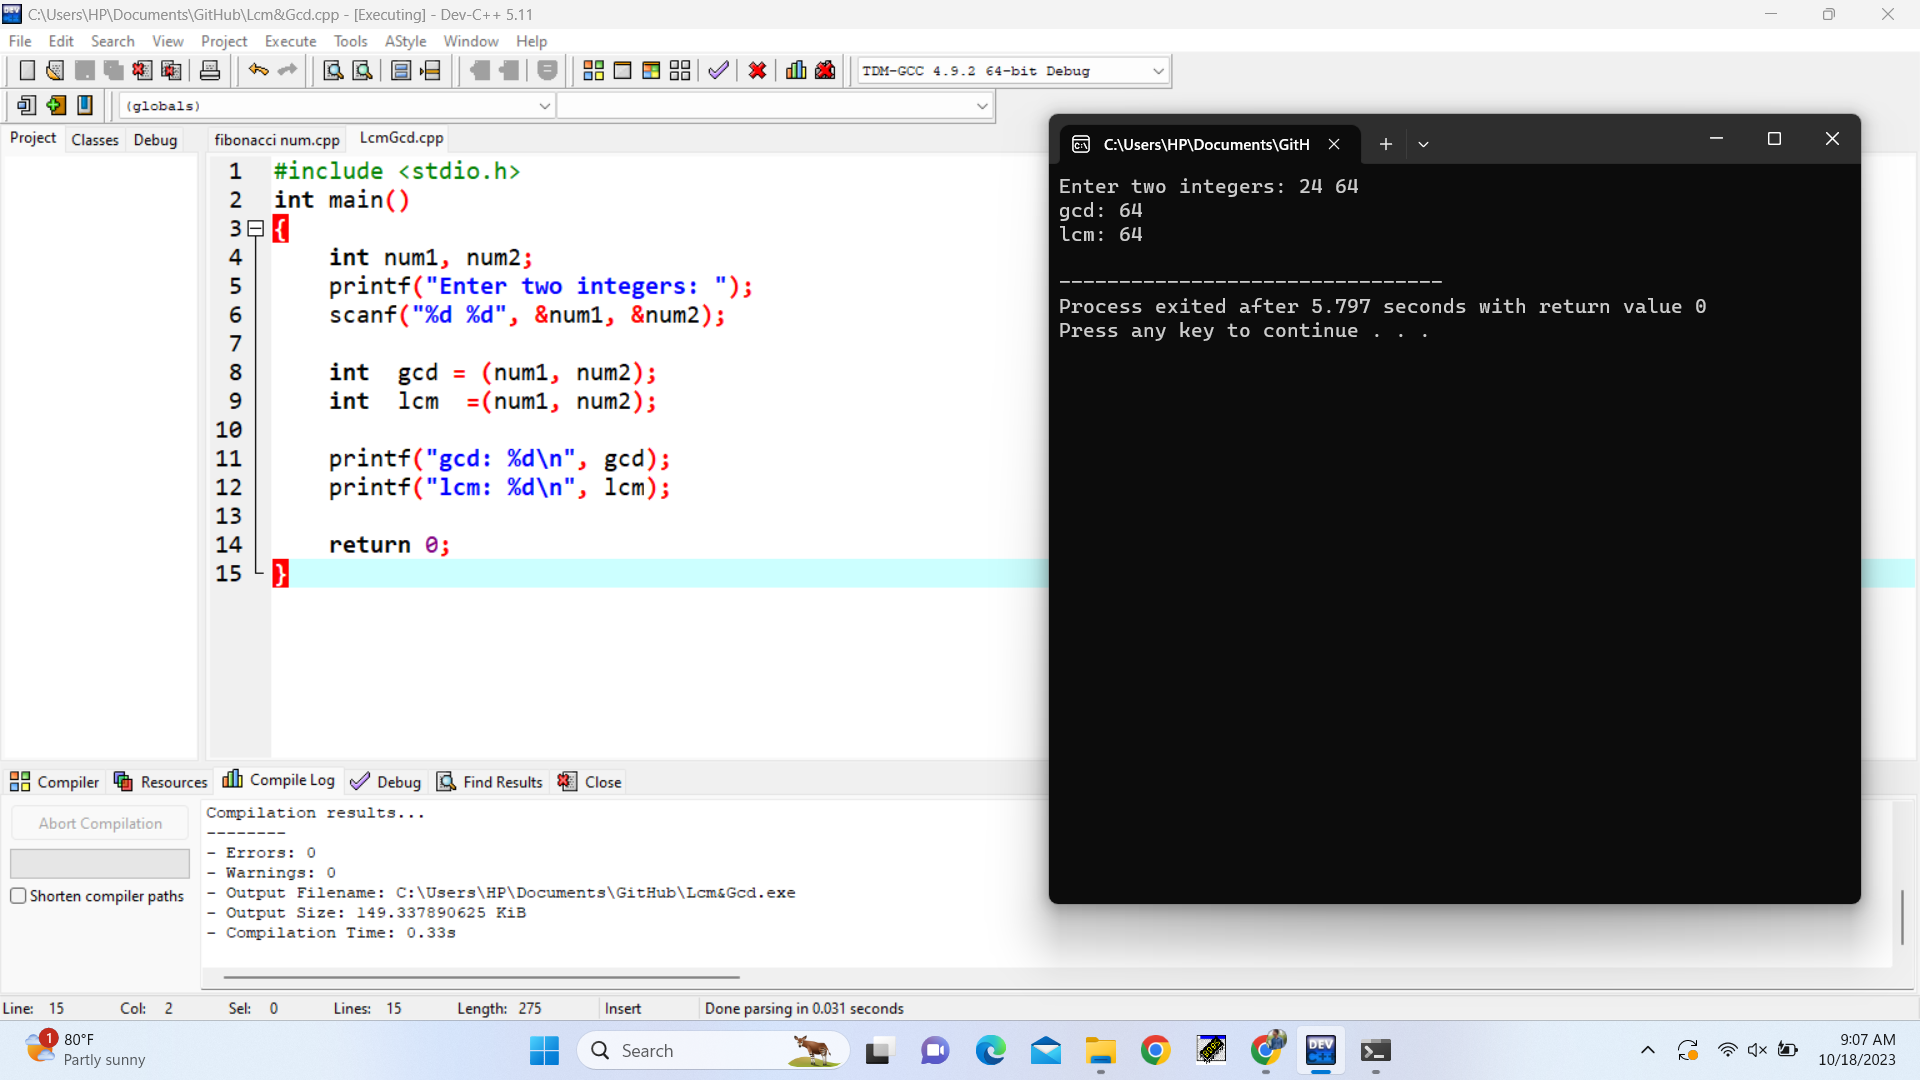 C:\Users\HP\Documents\GitHub\Lcm&Gcd.cpp - [Executing] - Dev-C++ 5.11
File Edit Search View Project Execute Tools AStyle Window Help
TDM-GCC 4.9.2 64-bit Debug
(globals)
Project Classes Debug
fibonacci num.cpp LcmGcd.cpp
1 #include <stdio.h>
2 int main()
3 {
4 int num1, num2;
5 printf("Enter two integers: ");
6 scanf("%d %d", &num1, &num2);
7
8 int  gcd = (num1, num2);
9 int  lcm  =(num1, num2);
10
11 printf("gcd: %d\n", gcd);
12 printf("lcm: %d\n", lcm);
13
14 return 0;
15 }
C:\Users\HP\Documents\GitH
Enter two integers: 24 64
gcd: 64
lcm: 64
--------------------------------
Process exited after 5.797 seconds with return value 0
Press any key to continue . . .
Compiler Resources Compile Log Debug Find Results Close
Abort Compilation
Shorten compiler paths
Compilation results...
--------
- Errors: 0
- Warnings: 0
- Output Filename: C:\Users\HP\Documents\GitHub\Lcm&Gcd.exe
- Output Size: 149.337890625 KiB
- Compilation Time: 0.33s
Line: 15 Col: 2 Sel: 0 Lines: 15 Length: 275 Insert Done parsing in 0.031 seconds
1
80°F
Partly sunny
Search
DEV
9:07 AM
10/18/2023